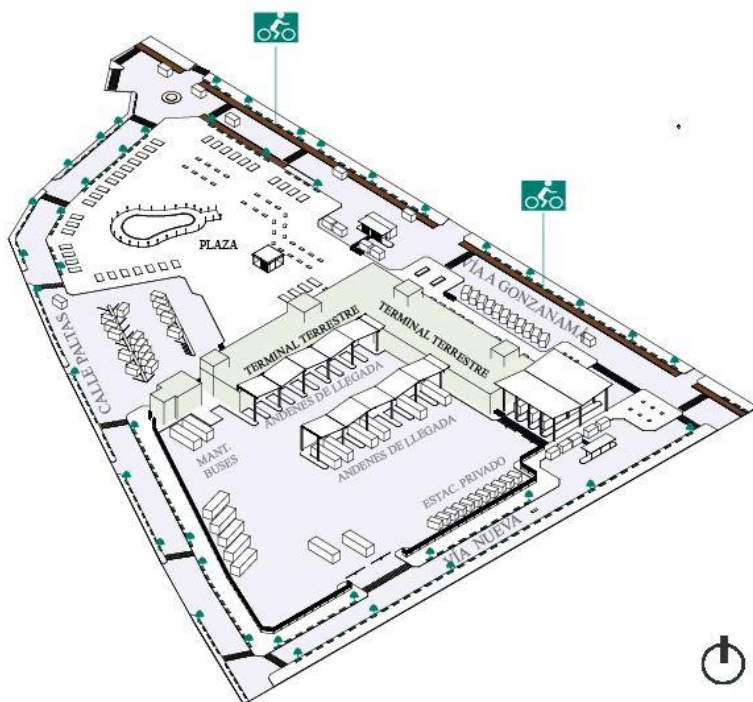 PLAZA
VÍA A GONZANAMÁ
CALLE PALTAS
TERMINAL TERRESTRE
TERMINAL TERRESTRE
ANDENES DE LLEGADA
ANDENES DE LLEGADA
MANT.
BUSES
ESTAC. PRIVADO
VÍA NUEVA